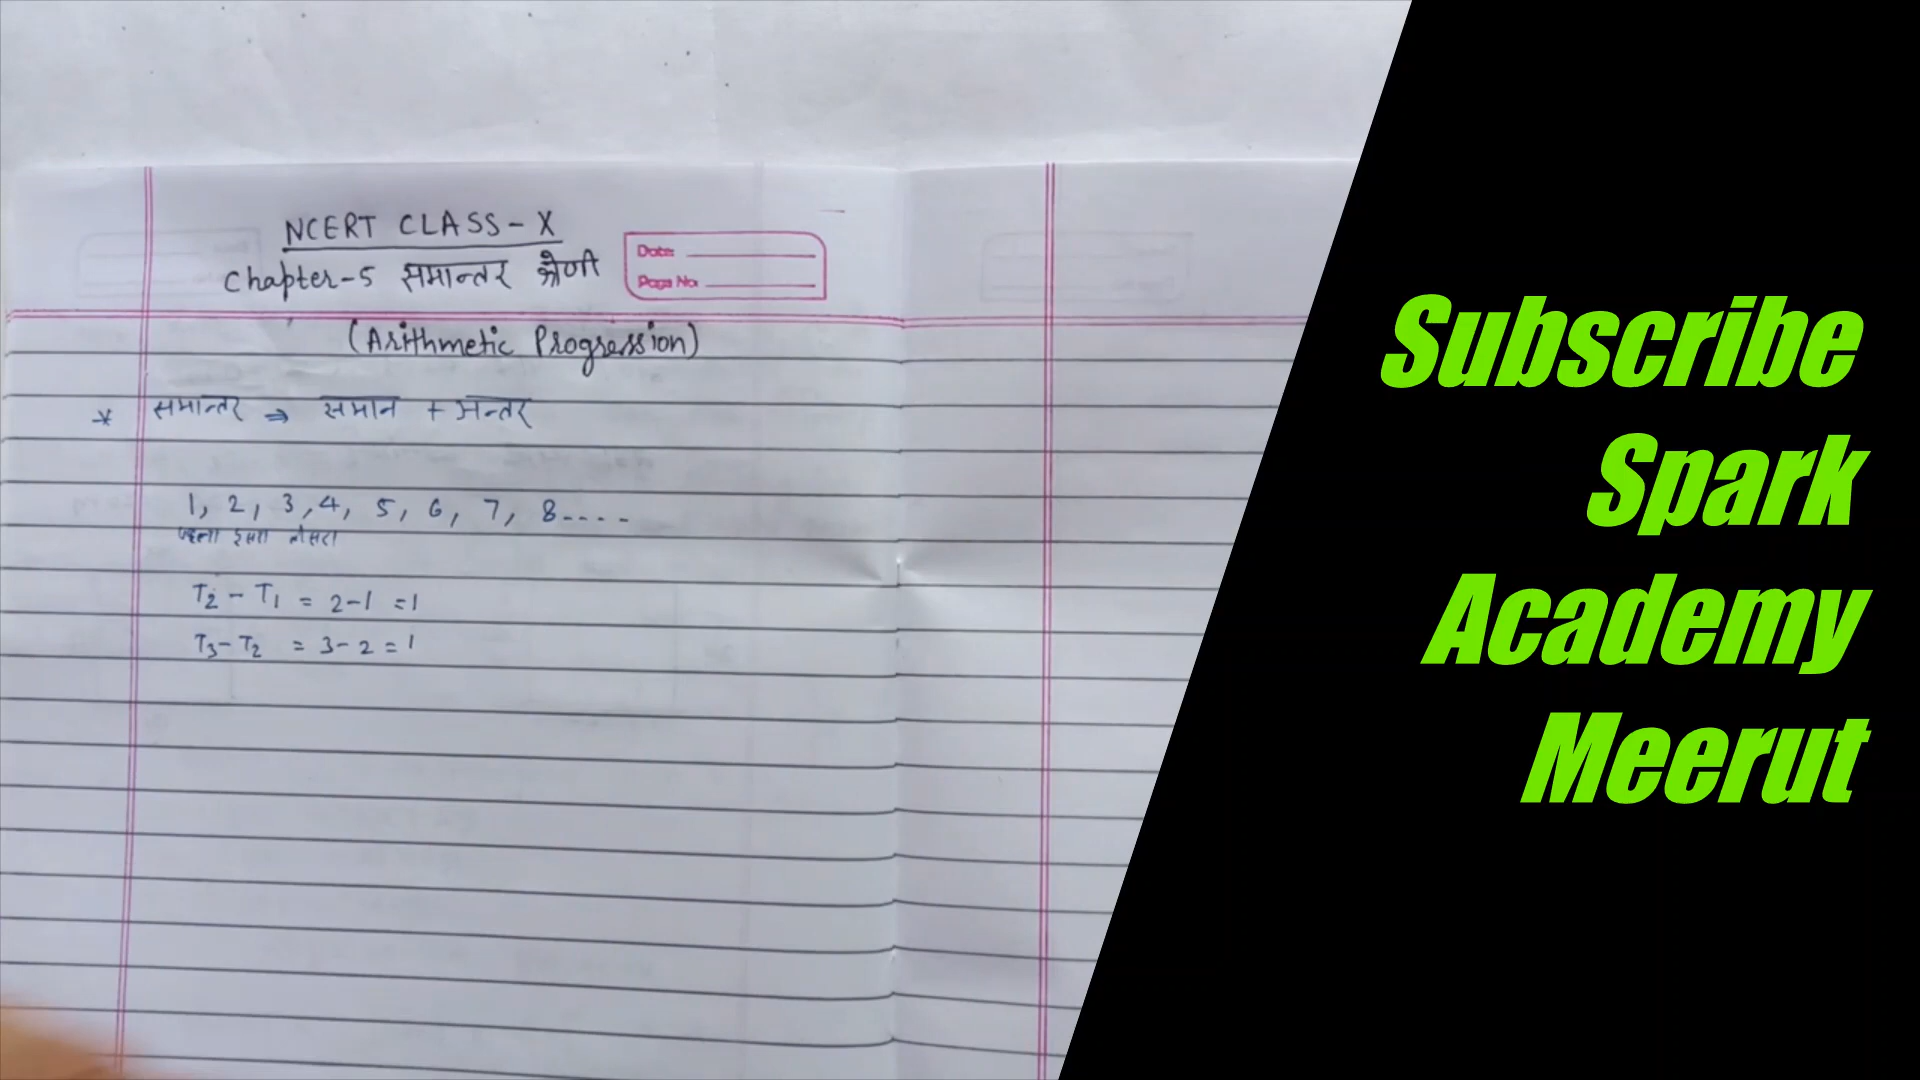 NCERT CLASS-X
Chapter-5 समान्तर श्रेणी
Date
Page No.
(Arithmetic Progression)
* समान्तर ⇒ समान + अन्तर
1, 2, 3, 4, 5, 6, 7, 8----
पहला दूसरा तीसरा
T2 - T1 = 2-1 =1
T3- T2 = 3-2=1
Subscribe
Spark
Academy
Meerut